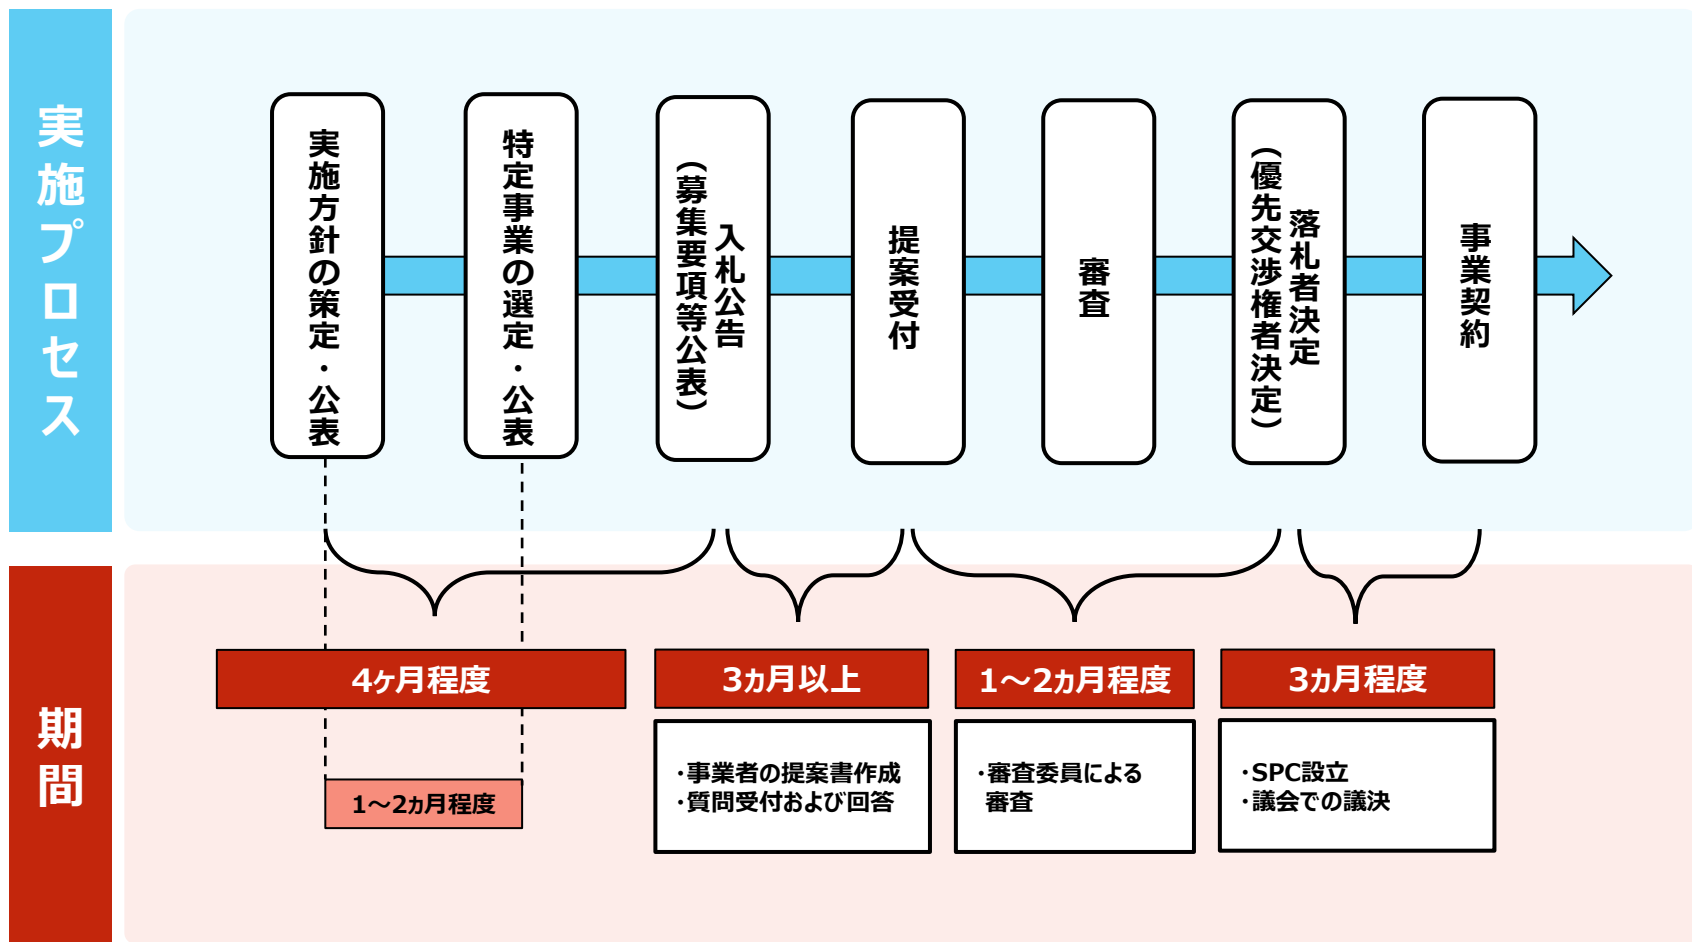 実施プロセス
実施方針の策定・公表
特定事業の選定・公表
入札公告
（募集要項等公表）
提案受付
審査
落札者決定
（優先交渉権者決定）
事業契約
期間
4ヶ月程度
3ヵ月以上
1～2ヵ月程度
3ヵ月程度
・事業者の提案書作成
・質問受付および回答
・審査委員による
審査
・SPC設立
・議会での議決
1～2ヵ月程度